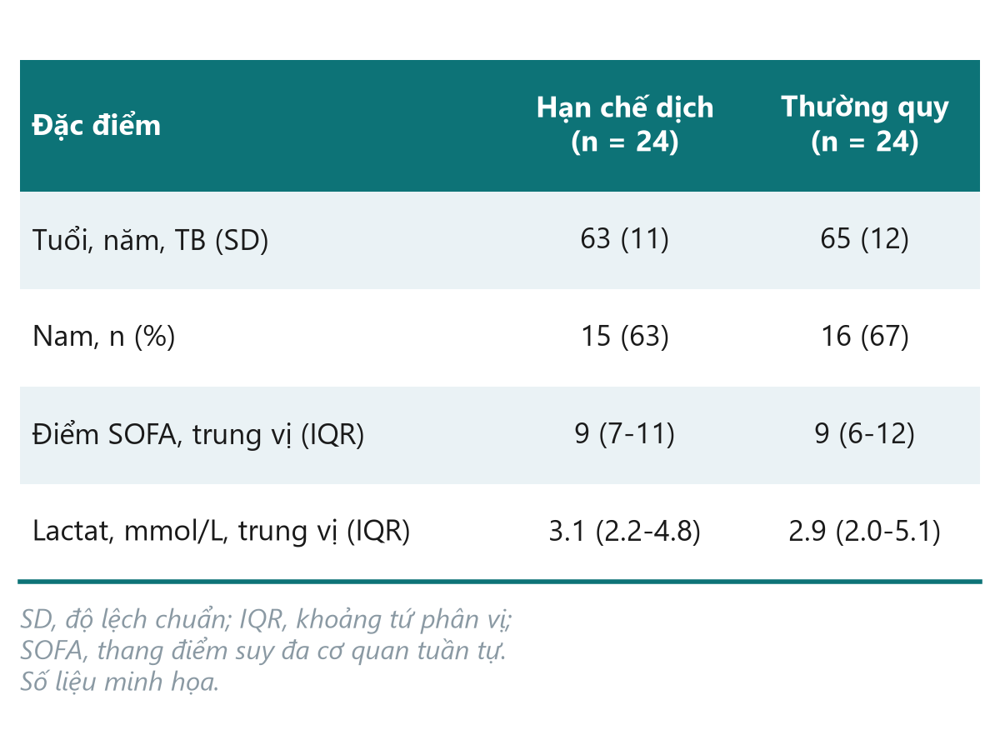 Đặc điểm
Hạn chế dịch
(n = 24)
Thường quy
(n = 24)
Tuổi, năm, TB (SD) 63 (11) 65 (12)
Nam, n (%) 15 (63) 16 (67)
Điểm SOFA, trung vị (IQR) 9 (7-11) 9 (6-12)
Lactat, mmol/L, trung vị (IQR) 3.1 (2.2-4.8) 2.9 (2.0-5.1)
SD, độ lệch chuẩn; IQR, khoảng tứ phân vị;
SOFA, thang điểm suy đa cơ quan tuần tự.
Số liệu minh họa.